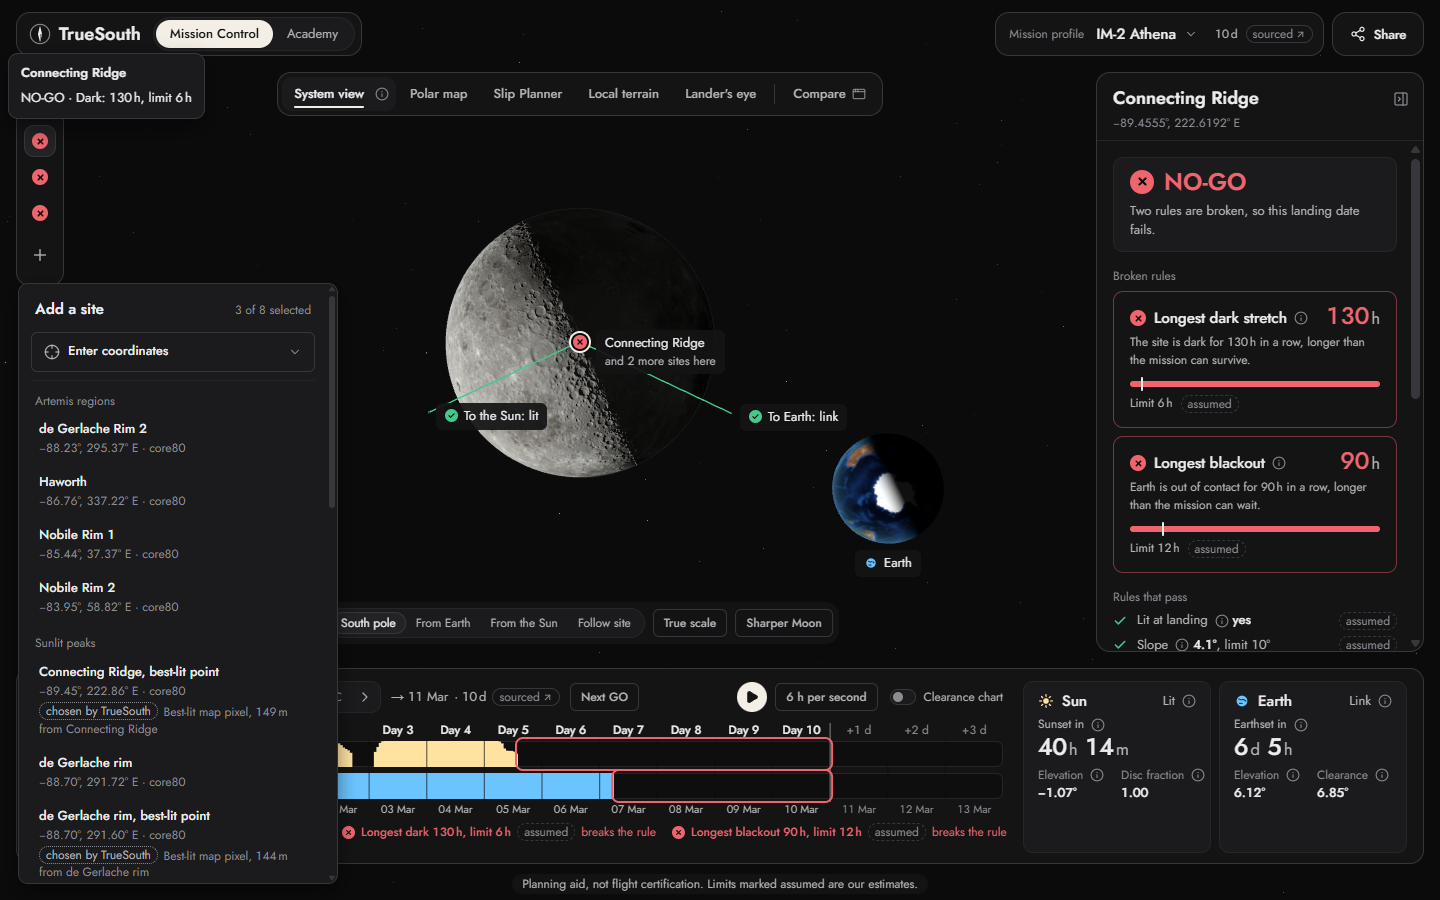 TrueSouth
Mission Control
Academy
Mission profile
IM-2 Athena
10 d
sourced ↗
Share
Connecting Ridge
NO-GO · Dark: 130 h, limit 6 h
System view
Polar map
Slip Planner
Local terrain
Lander's eye
Compare
Add a site
3 of 8 selected
Enter coordinates
Artemis regions
de Gerlache Rim 2
−88.23°, 295.37° E · core80
Haworth
−86.76°, 337.22° E · core80
Nobile Rim 1
−85.44°, 37.37° E · core80
Nobile Rim 2
−83.95°, 58.82° E · core80
Sunlit peaks
Connecting Ridge, best-lit point
−89.45°, 222.86° E · core80
chosen by TrueSouth Best-lit map pixel, 149 m
from Connecting Ridge
de Gerlache rim
−88.70°, 291.72° E · core80
de Gerlache rim, best-lit point
−88.70°, 291.60° E · core80
chosen by TrueSouth Best-lit map pixel, 144 m
from de Gerlache rim
Connecting Ridge
and 2 more sites here
To the Sun: lit
To Earth: link
Earth
South pole
From Earth
From the Sun
Follow site
True scale
Sharper Moon
Connecting Ridge
−89.4555°, 222.6192° E
NO-GO
Two rules are broken, so this landing date
fails.
Broken rules
Longest dark stretch 130 h
The site is dark for 130 h in a row, longer than
the mission can survive.
Limit 6 h assumed
Longest blackout 90 h
Earth is out of contact for 90 h in a row, longer
than the mission can wait.
Limit 12 h assumed
Rules that pass
Lit at landing yes assumed
Slope 4.1°, limit 10° assumed
C
→ 11 Mar · 10 d
sourced ↗
Next GO
6 h per second
Clearance chart
Day 3 Day 4 Day 5 Day 6 Day 7 Day 8 Day 9 Day 10 +1 d +2 d +3 d
Mar 03 Mar 04 Mar 05 Mar 06 Mar 07 Mar 08 Mar 09 Mar 10 Mar 11 Mar 12 Mar 13 Mar
Longest dark 130 h, limit 6 h assumed breaks the rule
Longest blackout 90 h, limit 12 h assumed breaks the rule
Sun
Lit
Sunset in
40 h 14 m
Elevation Disc fraction
−1.07° 1.00
Earth
Link
Earthset in
6 d 5 h
Elevation Clearance
6.12° 6.85°
Planning aid, not flight certification. Limits marked assumed are our estimates.